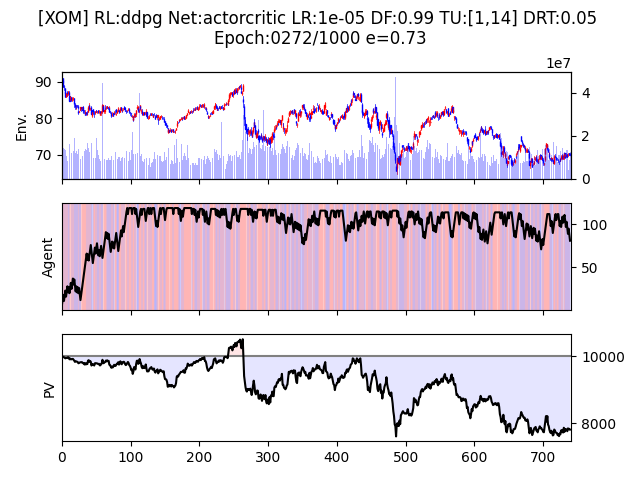 [XOM] RL:ddpg Net:actorcritic LR:1e-05 DF:0.99 TU:[1,14] DRT:0.05
Epoch:0272/1000 e=0.73
1e7
90
80
70
Env.
4
2
0
Agent
100
50
PV
10000
8000
0 100 200 300 400 500 600 700